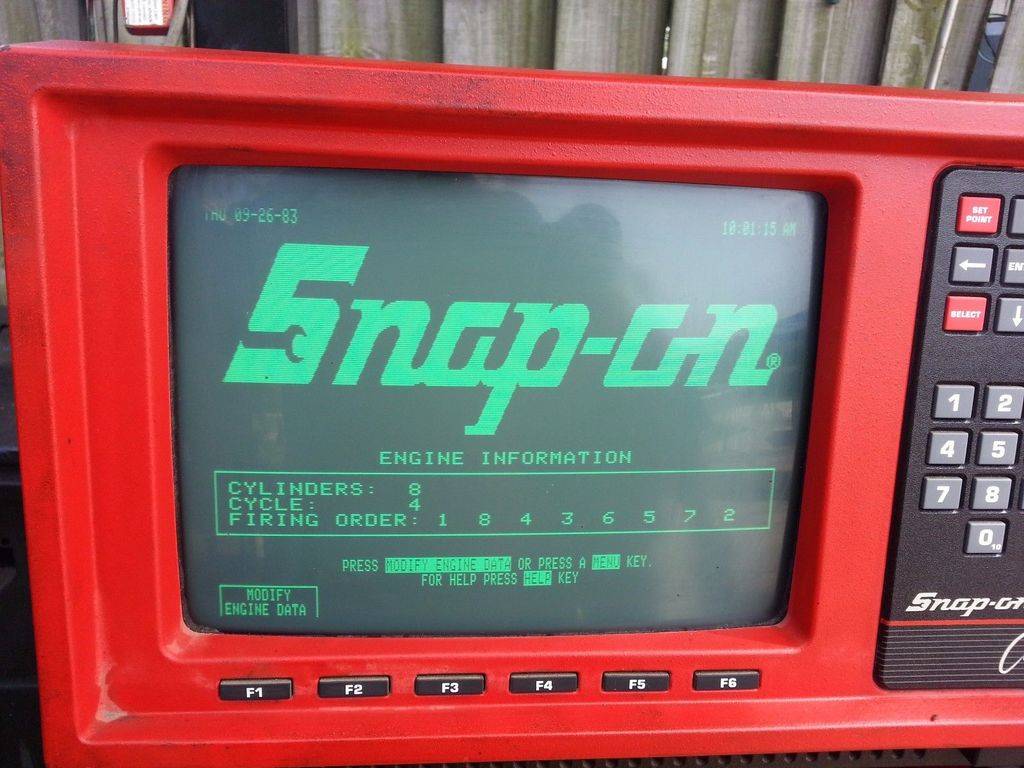 THU 09-26-83
10:01:15 AM
Snap-on®
ENGINE INFORMATION
CYLINDERS: 8
CYCLE: 4
FIRING ORDER: 1 8 4 3 6 5 7 2
PRESS MODIFY ENGINE DATA OR PRESS A MENU KEY.
FOR HELP PRESS HELP KEY
MODIFY
ENGINE DATA
F1 F2 F3 F4 F5 F6
SET
POINT
←
SELECT ↓
1 2
4 5
7 8
0
Snap-on